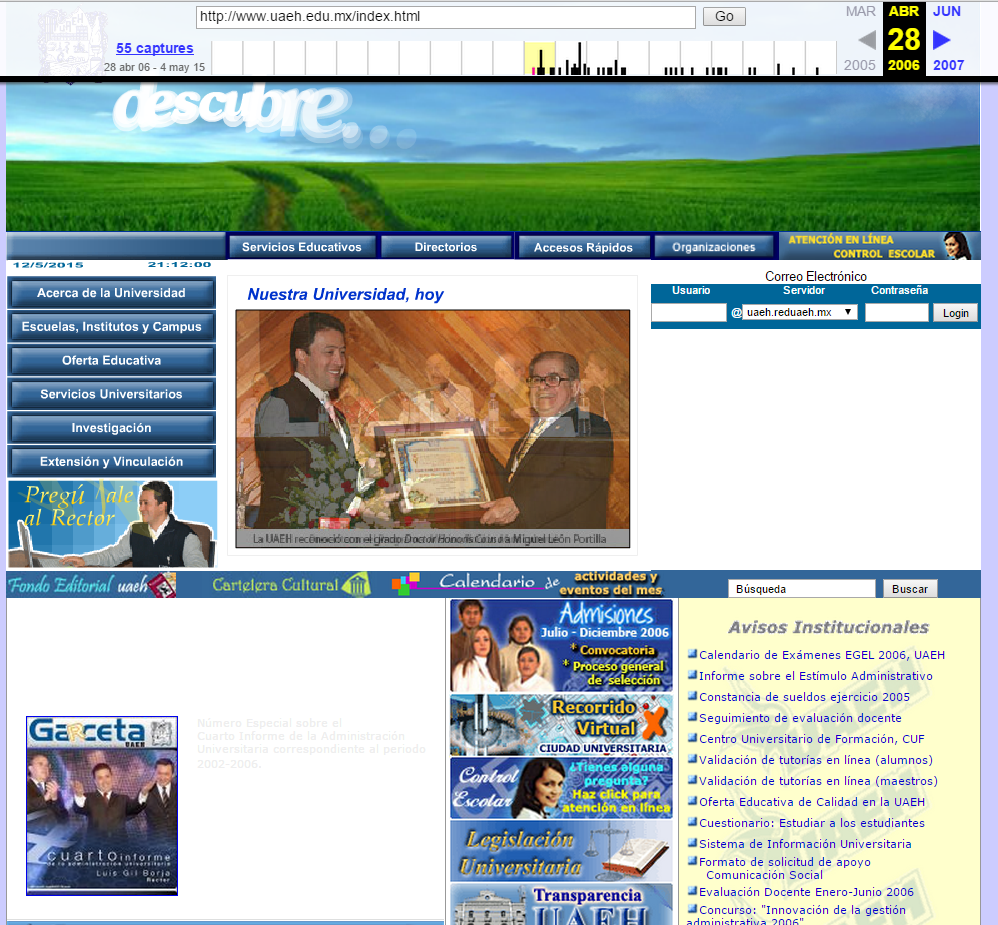 http://www.uaeh.edu.mx/index.html
Go
MAR ABR JUN
55 captures
28
28 abr 06 - 4 may 15
2005 2006 2007
descubre...
Servicios Educativos
Directorios
Accesos Rápidos
Organizaciones
ATENCIÓN EN LÍNEA
CONTROL ESCOLAR
12/5/2015 21:12:00
Acerca de la Universidad
Escuelas, Institutos y Campus
Oferta Educativa
Servicios Universitarios
Investigación
Extensión y Vinculación
al Rector
Nuestra Universidad, hoy
La UAEH reconoció con el grado Doctor Honoris Causa a Miguel León Portilla
Correo Electrónico
Usuario Servidor Contraseña
@ uaeh.reduaeh.mx Login
Fondo Editorial uaeh
Cartelera Cultural
Calendario de actividades y
eventos del mes
Búsqueda
Buscar
Gaceta
UAEH
cuarto informe
de la administración universitaria
Luis Gil Borja
Rector
Número Especial sobre el
Cuarto Informe de la Administración
Universitaria correspondiente al periodo
2002-2006.
Admisiones
Julio - Diciembre 2006
* Convocatoria
* Proceso general
de selección
Recorrido
Virtual
CIUDAD UNIVERSITARIA
Control
Escolar
¿Tienes alguna
pregunta?
Haz click para
atención en línea
Legislación
Universitaria
Transparencia
UAEH
Avisos Institucionales
Calendario de Exámenes EGEL 2006, UAEH
Informe sobre el Estímulo Administrativo
Constancia de sueldos ejercicio 2005
Seguimiento de evaluación docente
Centro Universitario de Formación, CUF
Validación de tutorías en línea (alumnos)
Validación de tutorías en línea (maestros)
Oferta Educativa de Calidad en la UAEH
Cuestionario: Estudiar a los estudiantes
Sistema de Información Universitaria
Formato de solicitud de apoyo
Comunicación Social
Evaluación Docente Enero-Junio 2006
Concurso: "Innovación de la gestión
administrativa 2006"